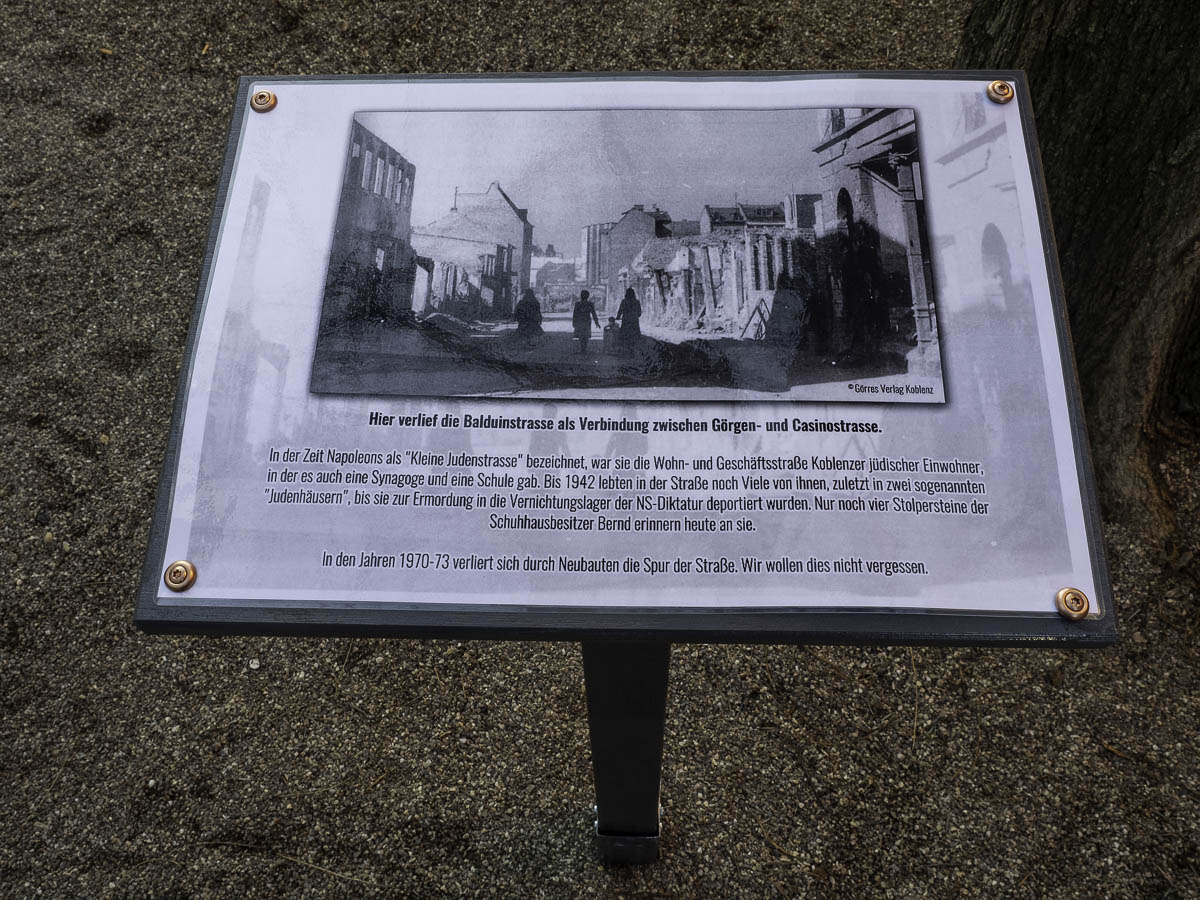 © Görres Verlag Koblenz
Hier verlief die Balduinstrasse als Verbindung zwischen Görgen- und Casinostrasse.
In der Zeit Napoleons als "Kleine Judenstrasse" bezeichnet, war sie die Wohn- und Geschäftsstraße Koblenzer jüdischer Einwohner,
in der es auch eine Synagoge und eine Schule gab. Bis 1942 lebten in der Straße noch Viele von ihnen, zuletzt in zwei sogenannten
"Judenhäusern", bis sie zur Ermordung in die Vernichtungslager der NS-Diktatur deportiert wurden. Nur noch vier Stolpersteine der
Schuhhausbesitzer Bernd erinnern heute an sie.
In den Jahren 1970-73 verliert sich durch Neubauten die Spur der Straße. Wir wollen dies nicht vergessen.